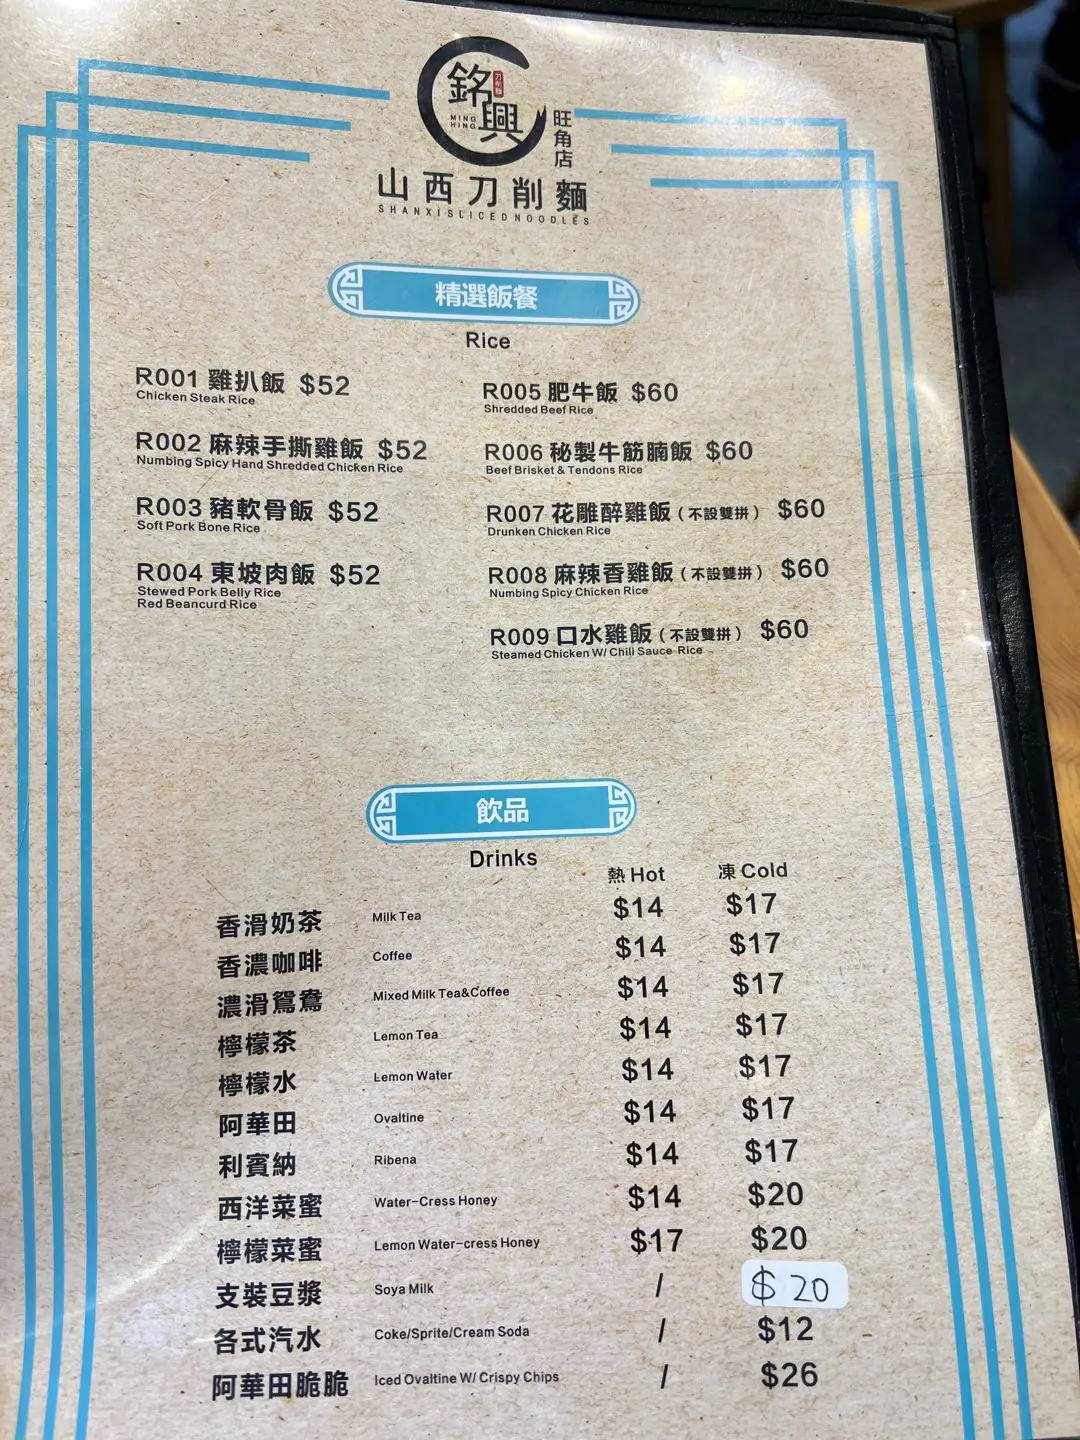 銘興
刀削麵
MING HING
旺角店
山西刀削麵
SHANXI SLICED NOODLES
精選飯餐
Rice
R001 雞扒飯 $52
Chicken Steak Rice
R002 麻辣手撕雞飯 $52
Numbing Spicy Hand Shredded Chicken Rice
R003 豬軟骨飯 $52
Soft Pork Bone Rice
R004 東坡肉飯 $52
Stewed Pork Belly Rice
Red Beancurd Rice
R005 肥牛飯 $60
Shredded Beef Rice
R006 秘製牛筋腩飯 $60
Beef Brisket & Tendons Rice
R007 花雕醉雞飯（不設雙拼） $60
Drunken Chicken Rice
R008 麻辣香雞飯（不設雙拼） $60
Numbing Spicy Chicken Rice
R009 口水雞飯（不設雙拼） $60
Steamed Chicken W/ Chili Sauce Rice
飲品
Drinks
熱 Hot 凍 Cold
香滑奶茶 Milk Tea $14 $17
香濃咖啡 Coffee $14 $17
濃滑鴛鴦 Mixed Milk Tea&Coffee $14 $17
檸檬茶 Lemon Tea $14 $17
檸檬水 Lemon Water $14 $17
阿華田 Ovaltine $14 $17
利賓納 Ribena $14 $17
西洋菜蜜 Water-Cress Honey $14 $20
檸檬菜蜜 Lemon Water-cress Honey $17 $20
支裝豆漿 Soya Milk / $20
各式汽水 Coke/Sprite/Cream Soda / $12
阿華田脆脆 Iced Ovaltine W/ Crispy Chips / $26